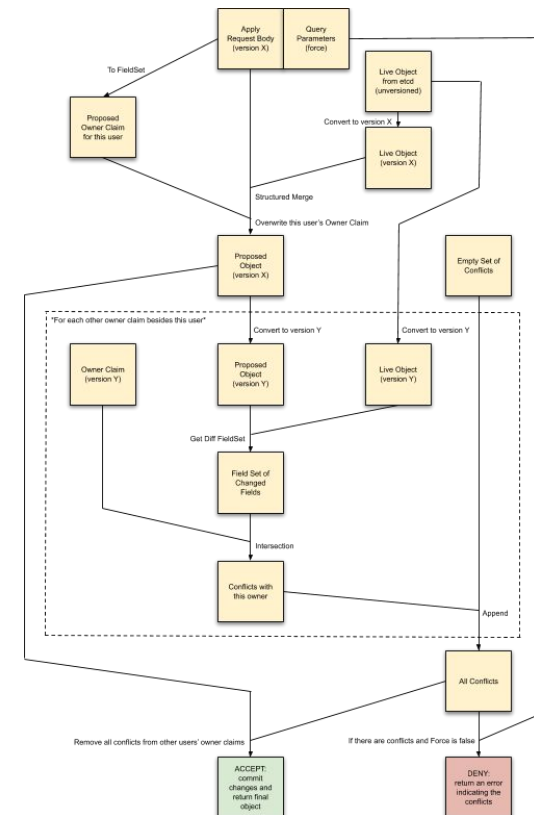 Apply
Request Body
(version X)
Query
Parameters
(force)
To FieldSet
Live Object
from etcd
(unversioned)
Proposed
Owner Claim
for this user
Convert to version X
Live Object
(version X)
Structured Merge
Overwrite this user's Owner Claim
Proposed
Object
(version X)
Empty Set of
Conflicts
*For each other owner claim besides this user*
Convert to version Y
Convert to version Y
Owner Claim
(version Y)
Proposed
Object
(version Y)
Live Object
(version Y)
Get Diff FieldSet
Field Set of
Changed
Fields
Intersection
Conflicts with
this owner
Append
All Conflicts
Remove all conflicts from other users' owner claims
If there are conflicts and Force is false
ACCEPT:
commit
changes and
return final
object
DENY:
return an error
indicating the
conflicts